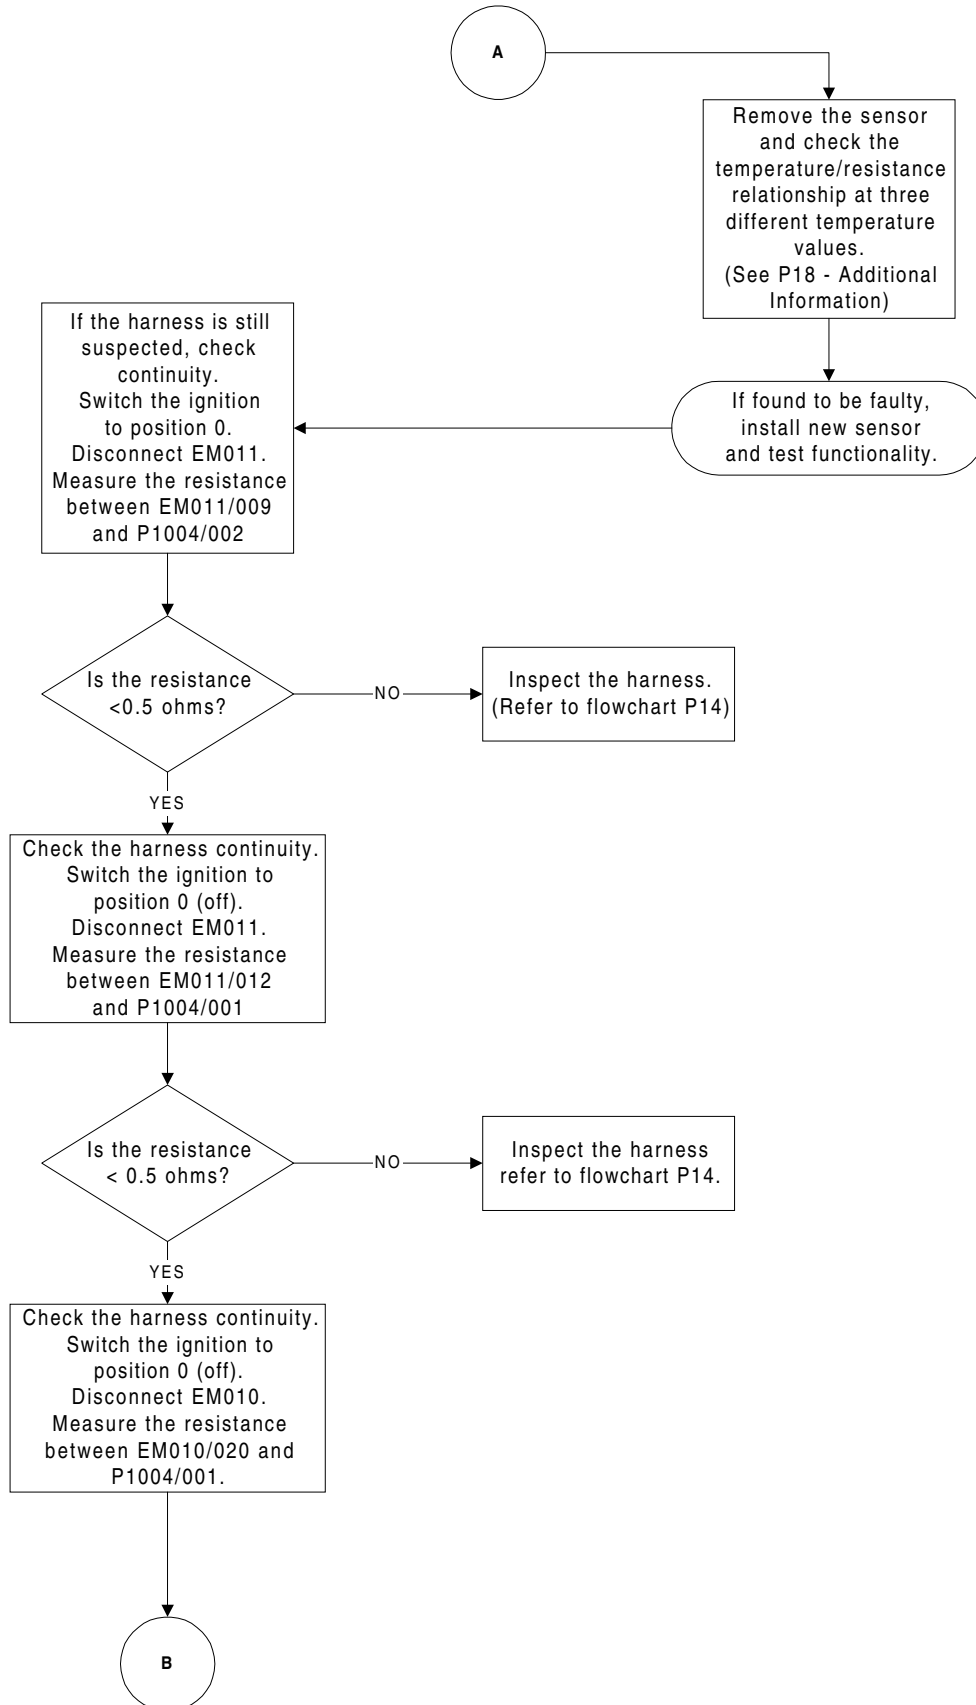 A
Remove the sensor
and check the
temperature/resistance
relationship at three
different temperature
values.
(See P18 - Additional
Information)
If found to be faulty,
install new sensor
and test functionality.
If the harness is still
suspected, check
continuity.
Switch the ignition
to position 0.
Disconnect EM011.
Measure the resistance
between EM011/009
and P1004/002
Is the resistance
<0.5 ohms?
NO
Inspect the harness.
(Refer to flowchart P14)
YES
Check the harness continuity.
Switch the ignition to
position 0 (off).
Disconnect EM011.
Measure the resistance
between EM011/012
and P1004/001
Is the resistance
< 0.5 ohms?
NO
Inspect the harness
refer to flowchart P14.
YES
Check the harness continuity.
Switch the ignition to
position 0 (off).
Disconnect EM010.
Measure the resistance
between EM010/020 and
P1004/001.
B